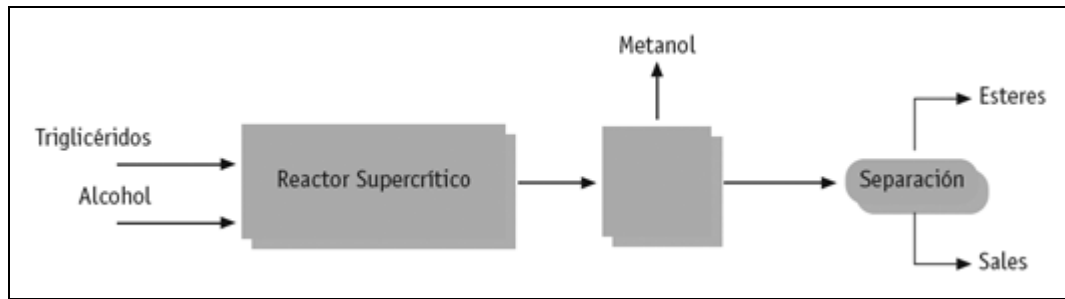 Metanol
Triglicéridos
Alcohol
Reactor Supercrítico
Separación
Esteres
Sales